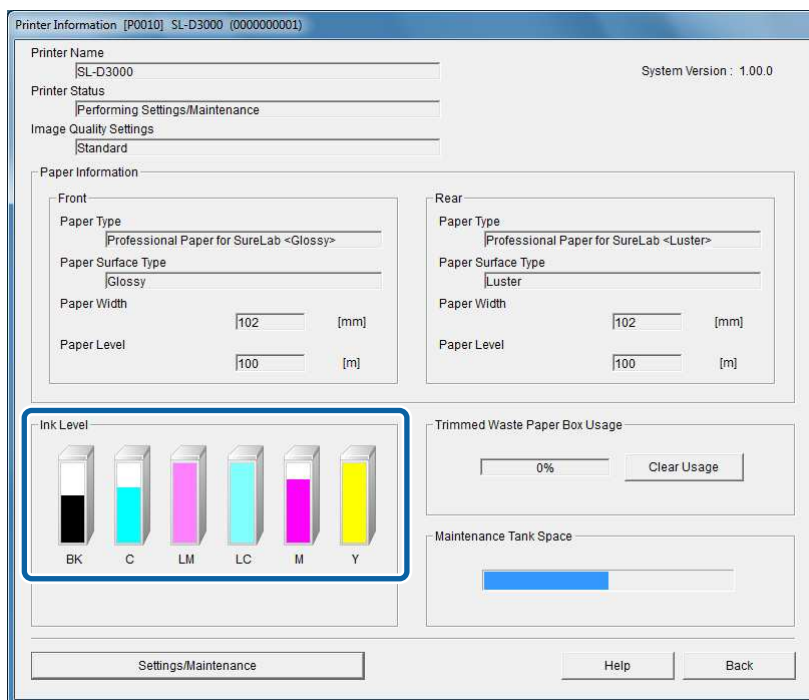 Printer Information [P0010] SL-D3000 (0000000001)
Printer Name
SL-D3000
System Version : 1.00.0
Printer Status
Performing Settings/Maintenance
Image Quality Settings
Standard
Paper Information
Front
Paper Type
Professional Paper for SureLab <Glossy>
Paper Surface Type
Glossy
Paper Width
102 [mm]
Paper Level
100 [m]
Rear
Paper Type
Professional Paper for SureLab <Luster>
Paper Surface Type
Luster
Paper Width
102 [mm]
Paper Level
100 [m]
Ink Level
BK C LM LC M Y
Trimmed Waste Paper Box Usage
0% Clear Usage
Maintenance Tank Space
Settings/Maintenance Help Back